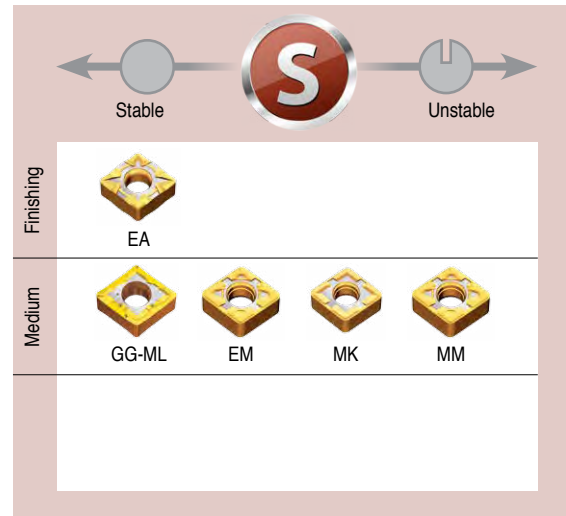 S
Stable Unstable
Finishing
EA
Medium
GG-ML EM MK MM